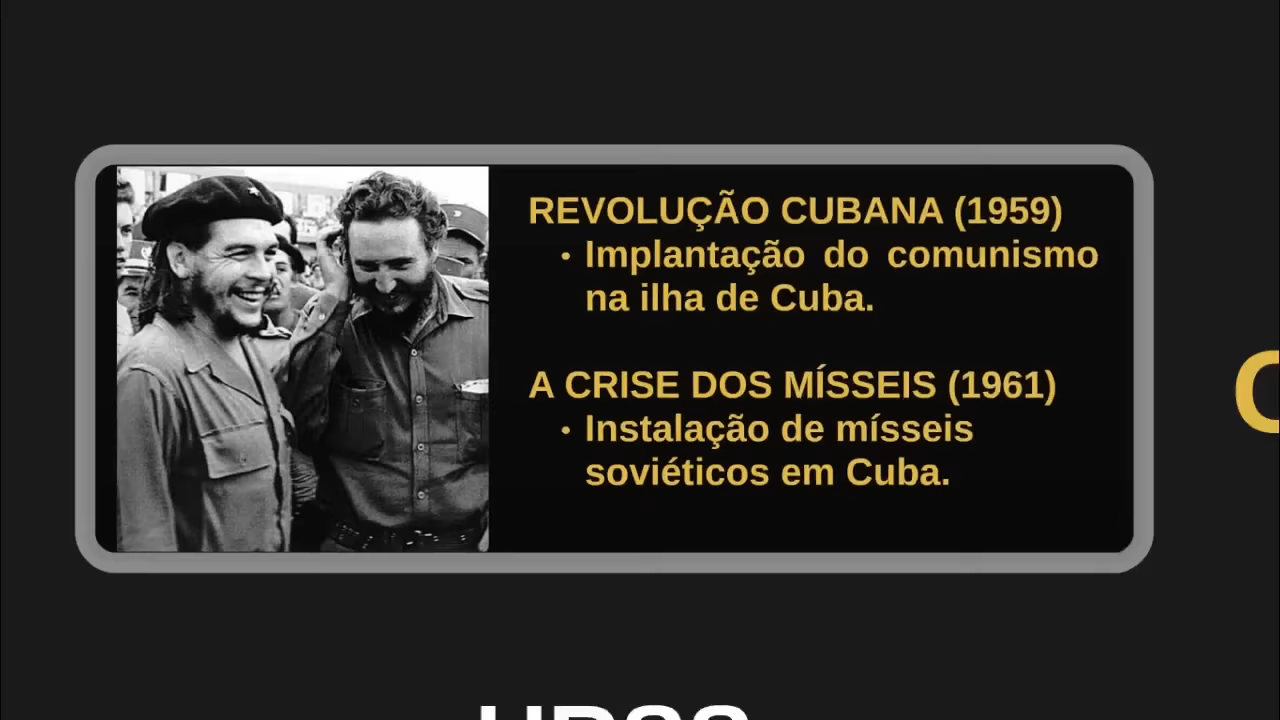 REVOLUÇÃO CUBANA (1959)
• Implantação do comunismo
na ilha de Cuba.
A CRISE DOS MÍSSEIS (1961)
• Instalação de mísseis
soviéticos em Cuba.